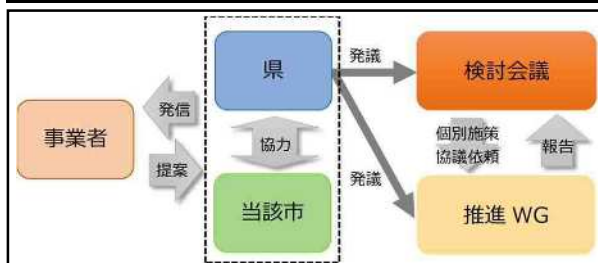 県
発議
検討会議
発信
事業者
協力
個別施策
協議依頼
報告
提案
発議
当該市
推進 WG